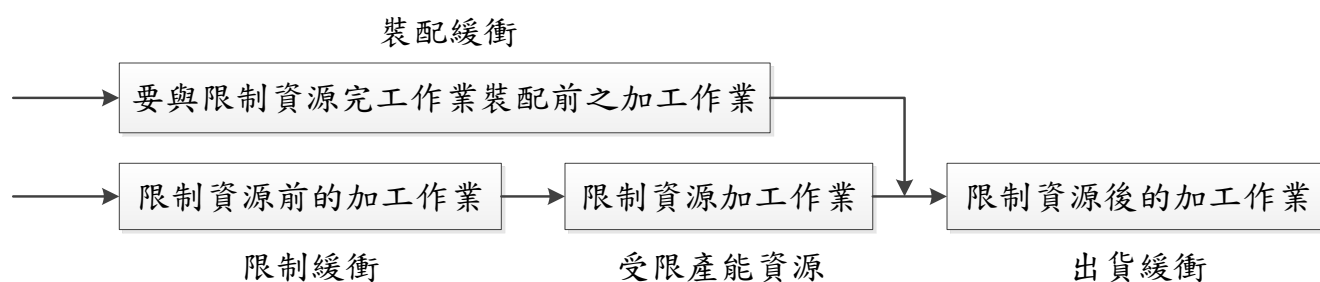 裝配緩衝
要與限制資源完工作業裝配前之加工作業
限制資源前的加工作業
限制資源加工作業
限制資源後的加工作業
限制緩衝
受限產能資源
出貨緩衝